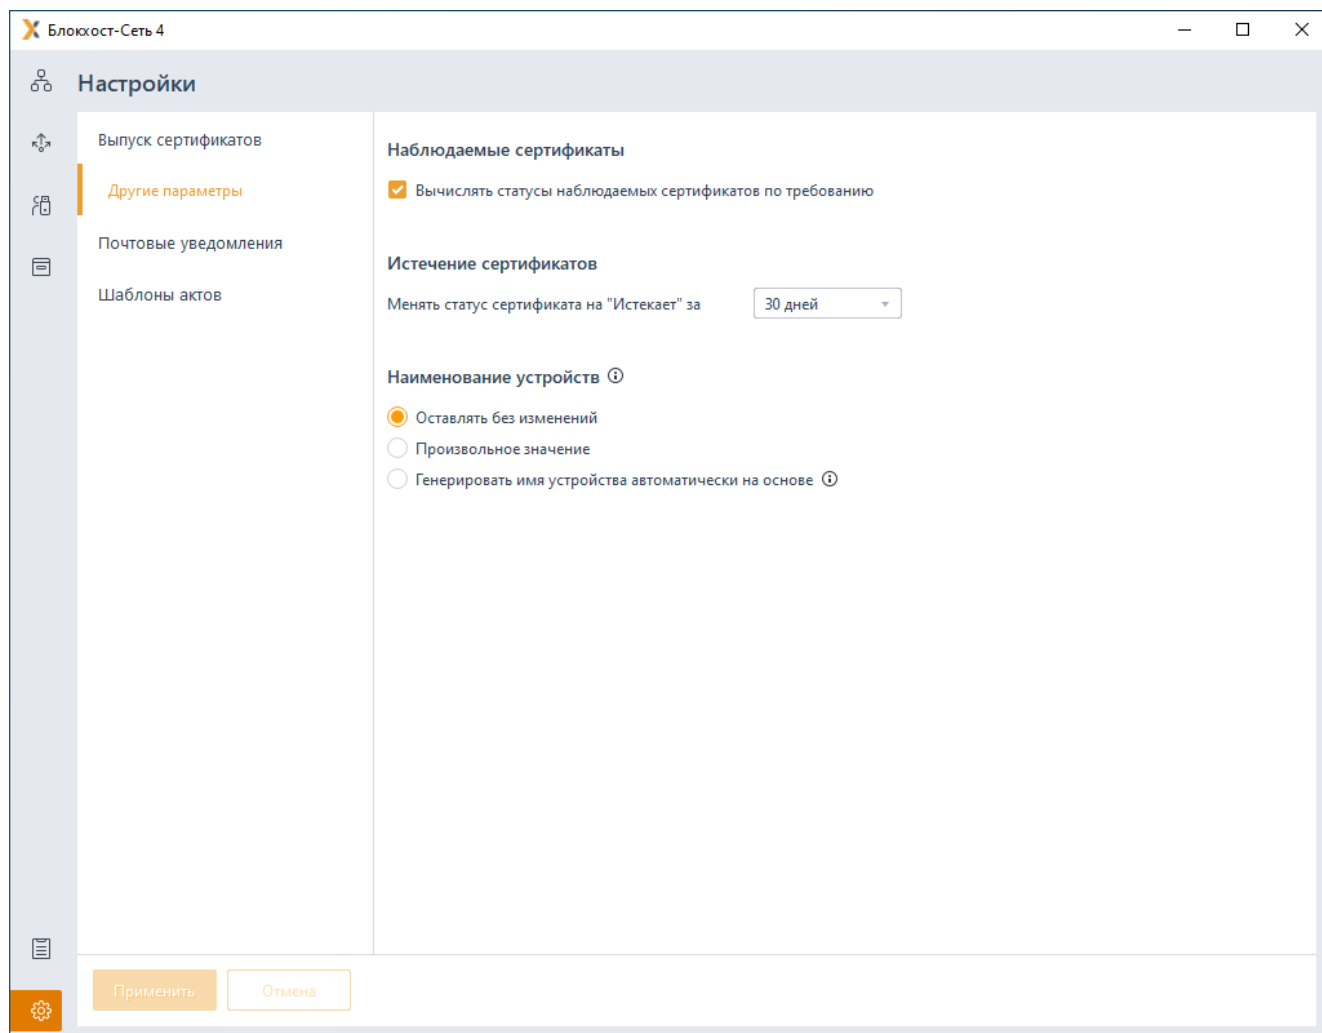 Блокхост-Сеть 4
Настройки
Выпуск сертификатов
Другие параметры
Почтовые уведомления
Шаблоны актов
Наблюдаемые сертификаты
Вычислять статусы наблюдаемых сертификатов по требованию
Истечение сертификатов
Менять статус сертификата на "Истекает" за 30 дней
Наименование устройств
Оставлять без изменений
Произвольное значение
Генерировать имя устройства автоматически на основе
Применить Отмена